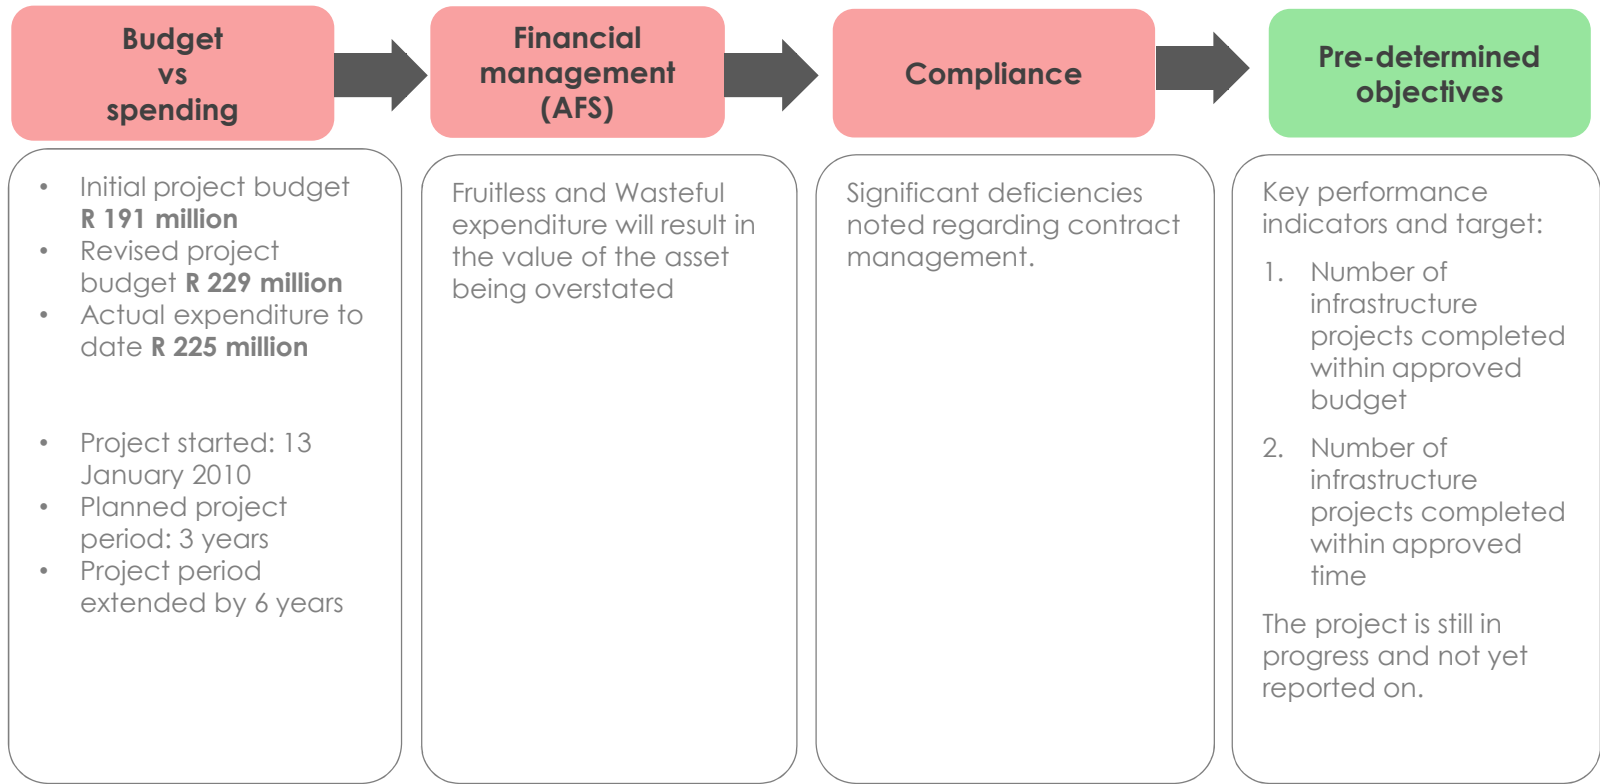 Budget
vs
spending
Financial
management
(AFS)
Compliance
Pre-determined
objectives
• Initial project budget
R 191 million
• Revised project
budget R 229 million
• Actual expenditure to
date R 225 million
• Project started: 13
January 2010
• Planned project
period: 3 years
• Project period
extended by 6 years
Fruitless and Wasteful
expenditure will result in
the value of the asset
being overstated
Significant deficiencies
noted regarding contract
management.
Key performance
indicators and target:
1. Number of
infrastructure
projects completed
within approved
budget
2. Number of
infrastructure
projects completed
within approved
time
The project is still in
progress and not yet
reported on.